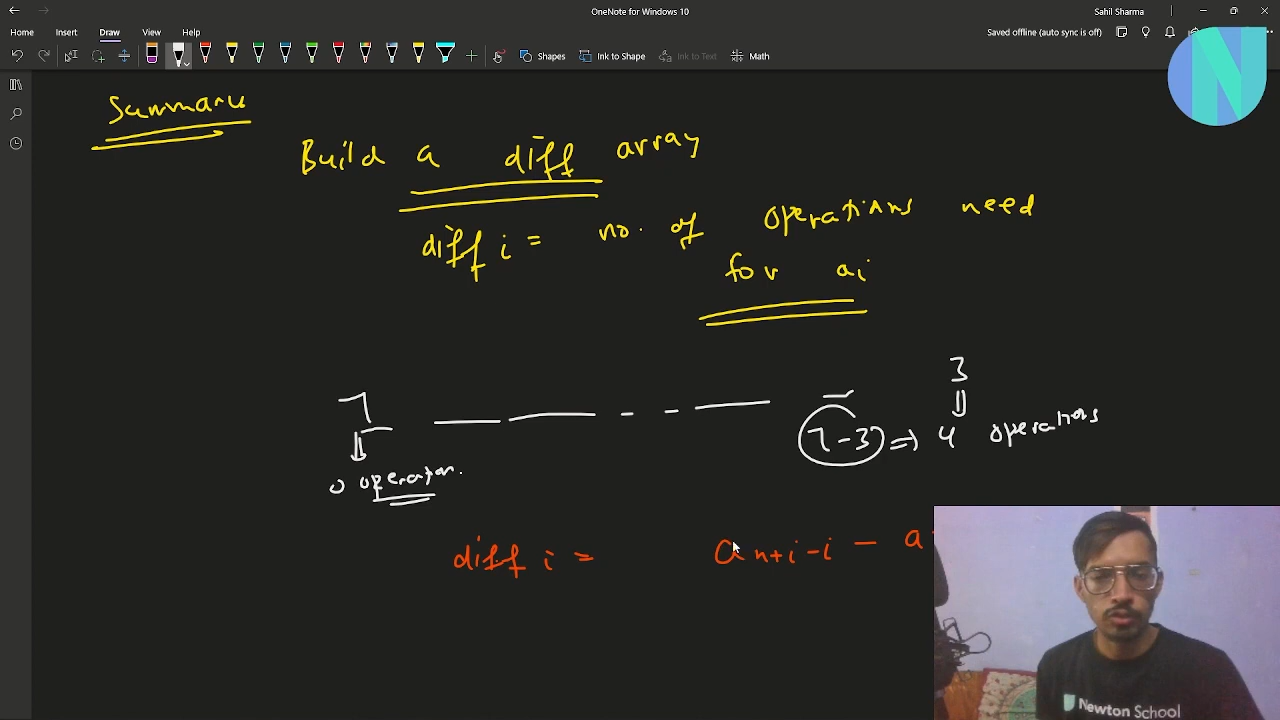 OneNote for Windows 10
Sahil Sharma
Home Insert Draw View Help
Saved offline (auto sync is off)
Shapes Ink to Shape Ink to Text Math
Summary
Build a diff array
diff i = no. of operations need
for ai
7 3
7-3 => 4 operations
0 operation.
diff i = a n+i-i - a
Newton School